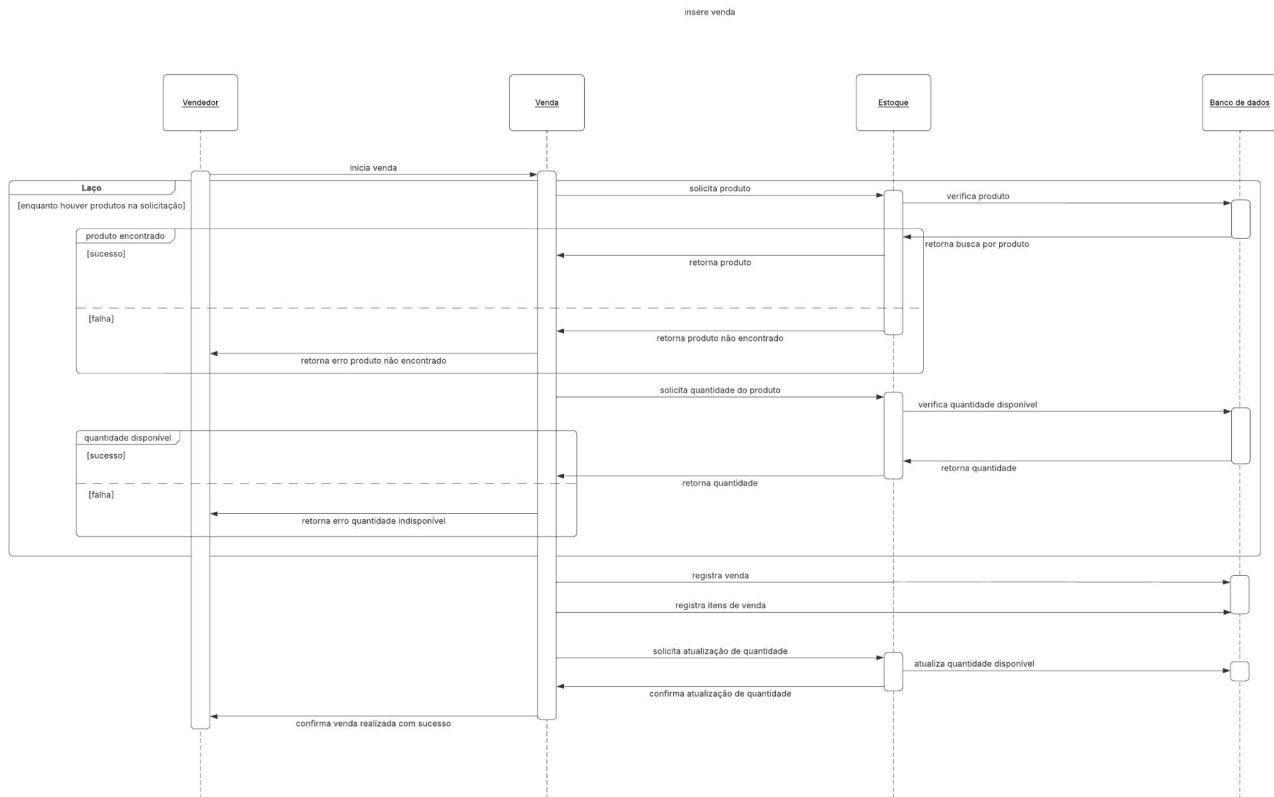 insere venda
Vendedor
Venda
Estoque
Banco de dados
inicia venda
Laço
[enquanto houver produtos na solicitação]
solicita produto
verifica produto
retorna busca por produto
produto encontrado
[sucesso]
retorna produto
[falha]
retorna produto não encontrado
retorna erro produto não encontrado
solicita quantidade do produto
verifica quantidade disponível
quantidade disponível
[sucesso]
retorna quantidade
retorna quantidade
[falha]
retorna erro quantidade indisponível
registra venda
registra itens de venda
solicita atualização de quantidade
atualiza quantidade disponível
confirma atualização de quantidade
confirma venda realizada com sucesso